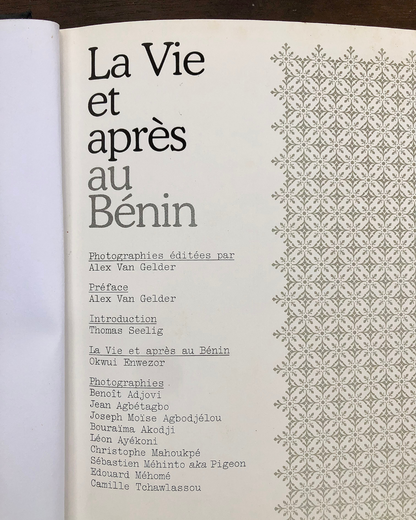 La Vie
et
après
au
Bénin
Photographies éditées par
Alex Van Gelder
Préface
Alex Van Gelder
Introduction
Thomas Seelig
La Vie et après au Bénin
Okwui Enwezor
Photographies
Benoît Adjovi
Jean Agbétagbo
Joseph Moïse Agbodjélou
Bouraïma Akodji
Léon Ayékoni
Christophe Mahoukpé
Sébastien Méhinto aka Pigeon
Edouard Méhomé
Camille Tchawlassou